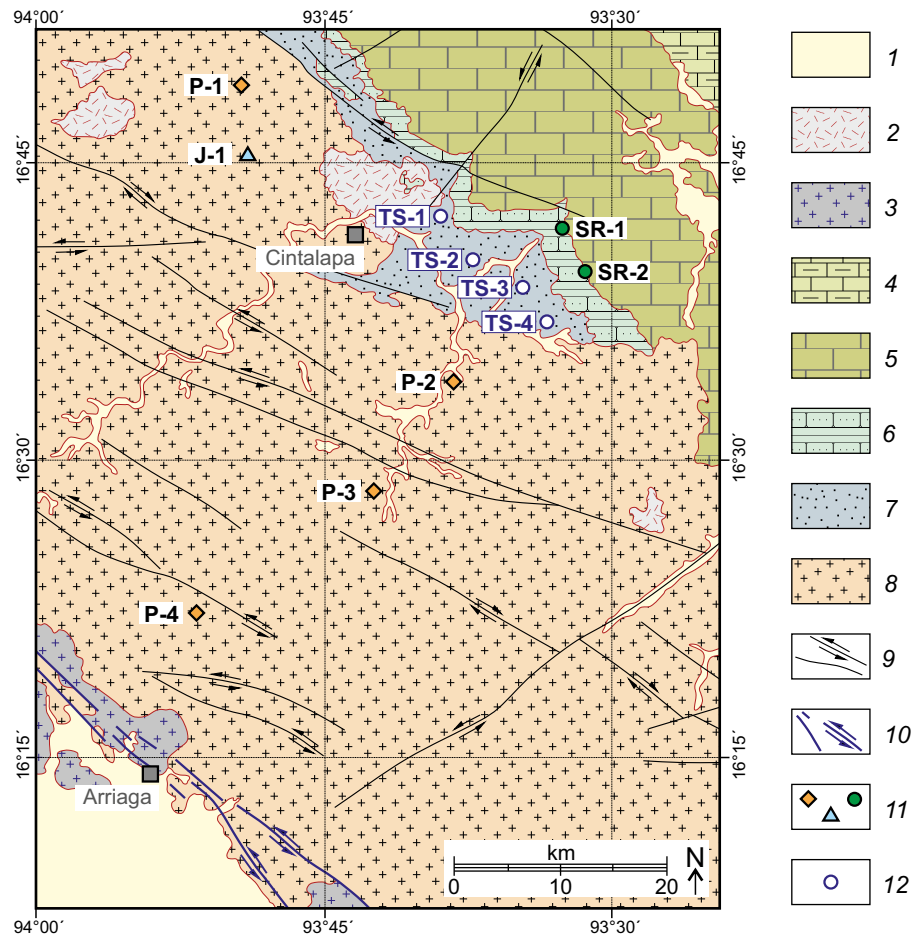 94°00´ 93°45´ 93°30´
1
P-1
2
J-1
16°45´ 16°45´
3
TS-1
SR-1
Cintalapa
TS-2
4
SR-2
TS-3
TS-4
5
P-2
6
16°30´ 16°30´
P-3
7
8
P-4
9
10
16°15´ 16°15´
Arriaga
11
km N
0 10 20
12
94°00´ 93°45´ 93°30´